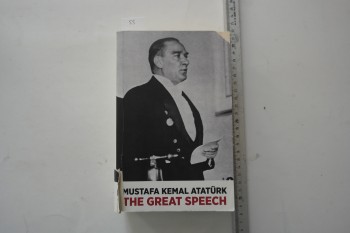 MUSTAFA KEMAL ATATÜRK
THE GREAT SPEECH